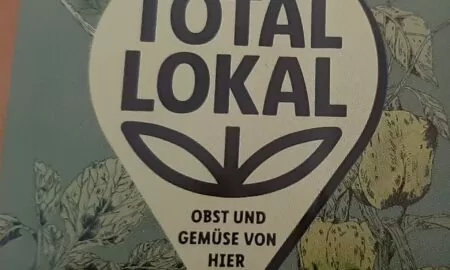 TOTAL
LOKAL
OBST UND
GEMÜSE VON
HIER